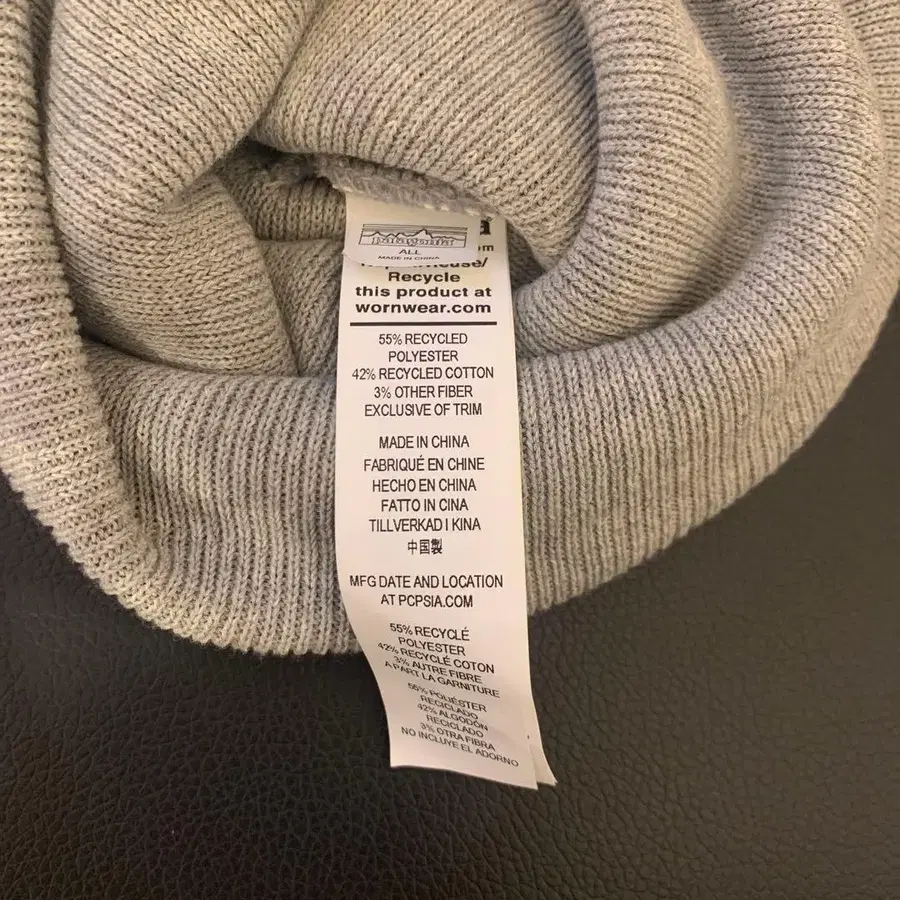 patagonia
ALL
MADE IN CHINA
Recycle
this product at
wornwear.com
55% RECYCLED
POLYESTER
42% RECYCLED COTTON
3% OTHER FIBER
EXCLUSIVE OF TRIM
MADE IN CHINA
FABRIQUÉ EN CHINE
HECHO EN CHINA
FATTO IN CINA
TILLVERKAD I KINA
中国製
MFG DATE AND LOCATION
AT PCPSIA.COM
55% RECYCLÉ
POLYESTER
42% RECYCLÉ COTON
3% AUTRE FIBRE
A PART LA GARNITURE
55% POLIÉSTER
RECICLADO
42% ALGODÓN
RECICLADO
3% OTRA FIBRA
NO INCLUYE EL ADORNO